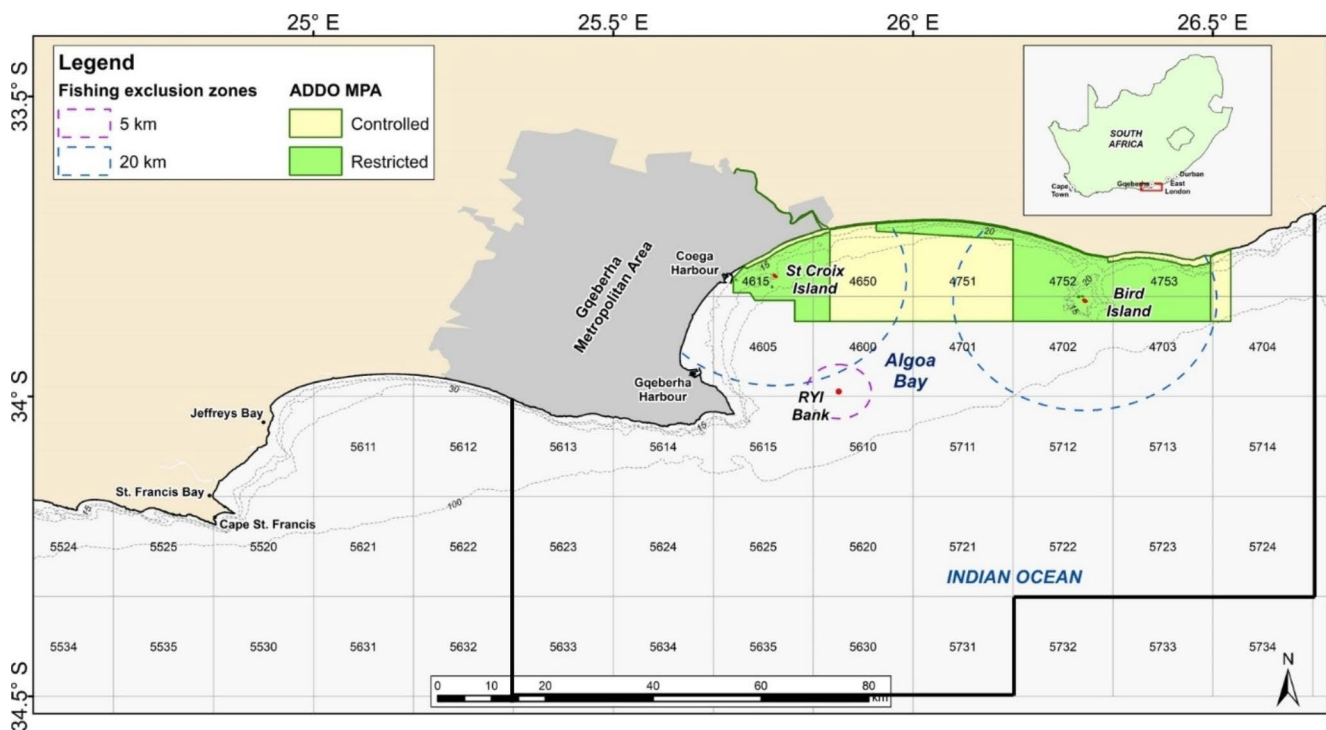 25° E 25.5° E 26° E 26.5° E
33.5° S
34° S
34.5° S
Legend
Fishing exclusion zones ADDO MPA
5 km Controlled
20 km Restricted
SOUTH
AFRICA
Durban
Cape
Town
Gqeberha
East
London
Gqeberha
Metropolitan Area
Coega
Harbour
St Croix
Island
Bird
Island
20
15
20
15
4615 4650 4751 4752 4753
4605 4600 4701 4702 4703 4704
Algoa
Bay
RYI
Bank
Gqeberha
Harbour
30
15
Jeffreys Bay
5611 5612 5613 5614 5615 5610 5711 5712 5713 5714
St. Francis Bay
100
Cape St. Francis
15
5524 5525 5520 5621 5622 5623 5624 5625 5620 5721 5722 5723 5724
INDIAN OCEAN
5534 5535 5530 5631 5632 5633 5634 5635 5630 5731 5732 5733 5734
0 10 20 40 60 80
km
N